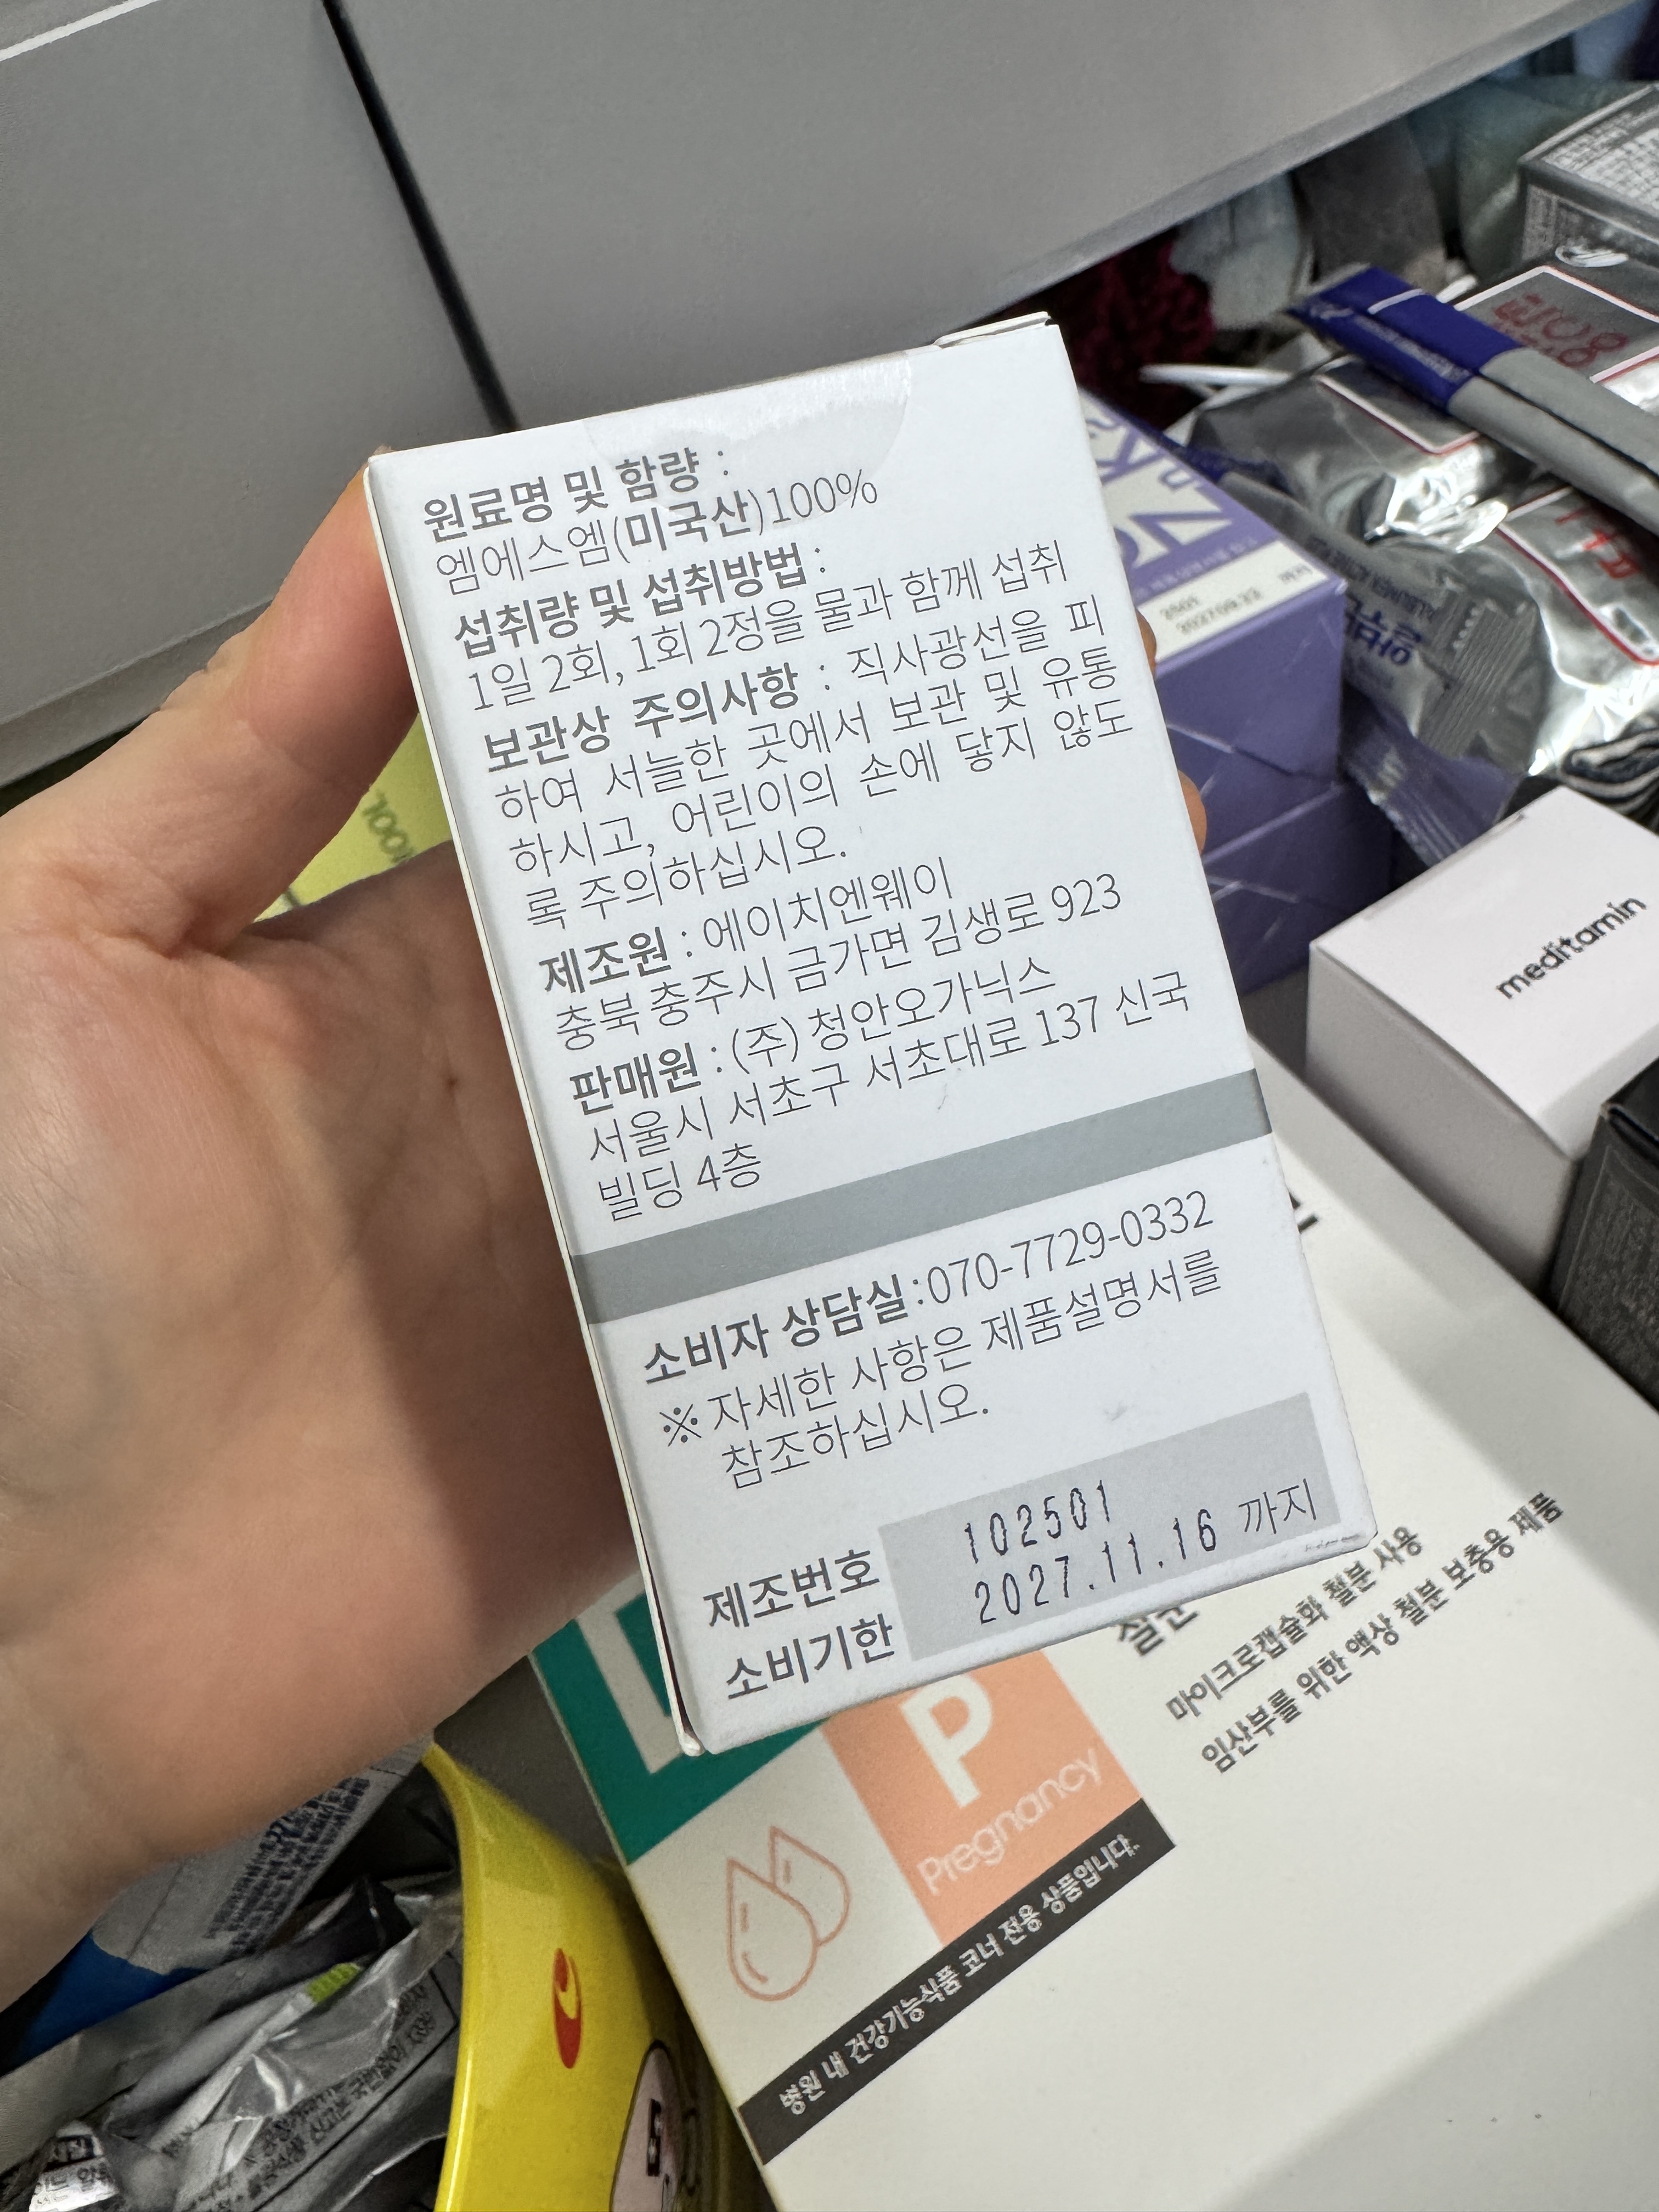 원료명 및 함량 :
엠에스엠(미국산)100%
섭취량 및 섭취방법 :
1일 2회, 1회 2정을 물과 함께 섭취
보관상 주의사항 : 직사광선을 피
하여 서늘한 곳에서 보관 및 유통
하시고, 어린이의 손에 닿지 않도
록 주의하십시오.
제조원 : 에이치엔웨이
충북 충주시 금가면 김생로 923
판매원 : (주) 청안오가닉스
서울시 서초구 서초대로 137 신국
빌딩 4층
소비자 상담실 : 070-7729-0332
※ 자세한 사항은 제품설명서를
참조하십시오.
제조번호 102501
소비기한 2027.11.16 까지
meditamin
마이크로캡슐화 철분 사용
임산부를 위한 액상 철분 보충용 제품
P
Pregnancy
병원 내 건강기능식품 코너 전용 상품입니다.